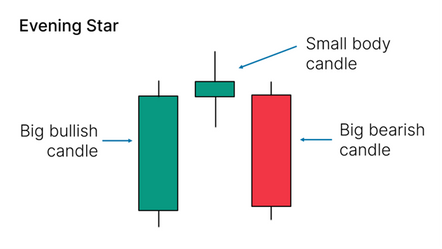 Evening Star
Small body
candle
Big bullish
candle
Big bearish
candle